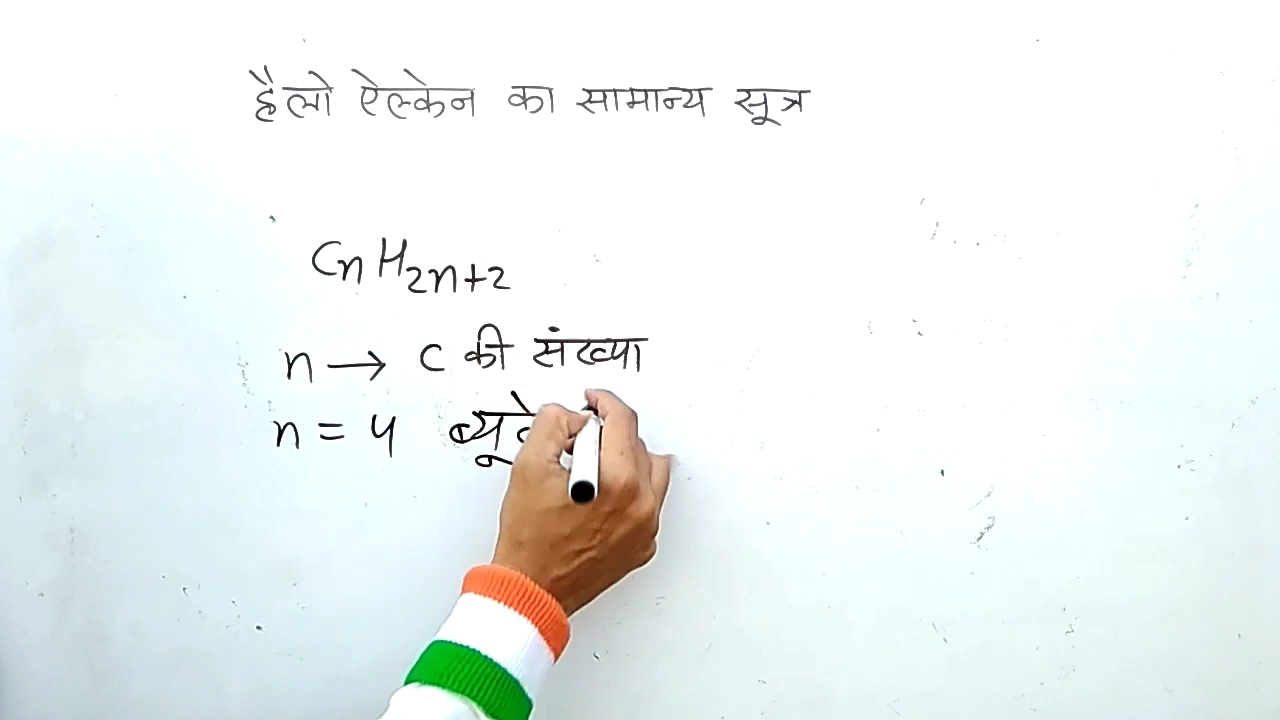 हैलो ऐल्केन का सामान्य सूत्र
CnH2n+2
n → C की संख्या
n = 4